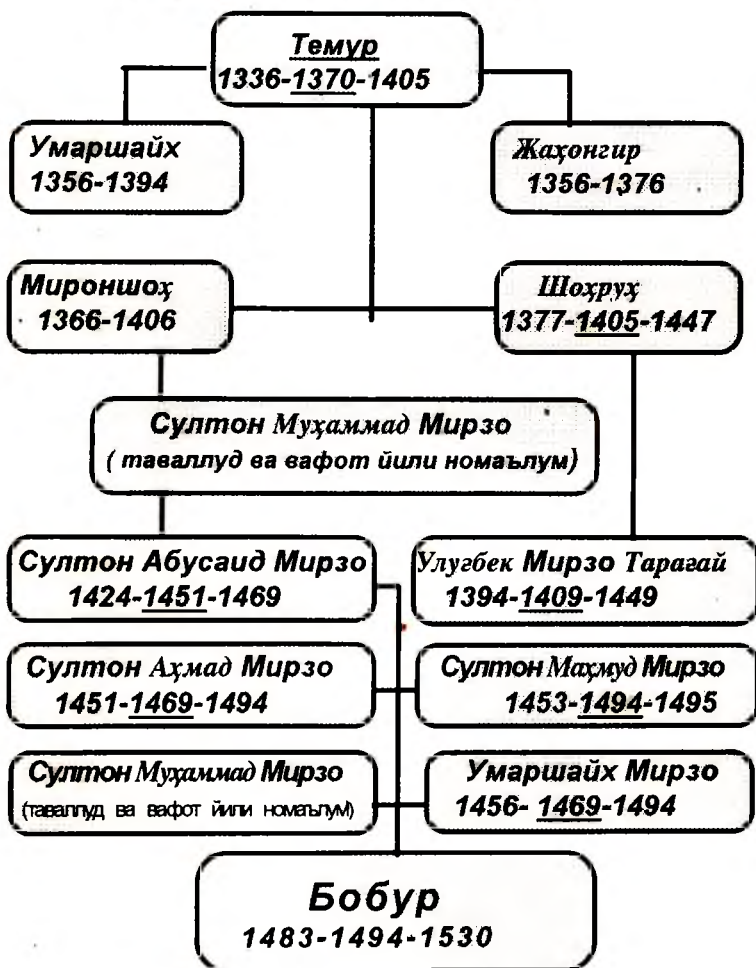 Темур
1336-1370-1405
Умаршайх
1356-1394
Жаҳонгир
1356-1376
Мироншоҳ
1366-1406
Шоҳруҳ
1377-1405-1447
Султон Муҳаммад Мирзо
( таваллуд ва вафот йили номаълум)
Султон Абусаид Мирзо
1424-1451-1469
Улугбек Мирзо Тарагай
1394-1409-1449
Султон Аҳмад Мирзо
1451-1469-1494
Султон Маҳмуд Мирзо
1453-1494-1495
Султон Муҳаммад Мирзо
(таваллуд ва вафот йили номаълум)
Умаршайх Мирзо
1456- 1469-1494
Бобур
1483-1494-1530